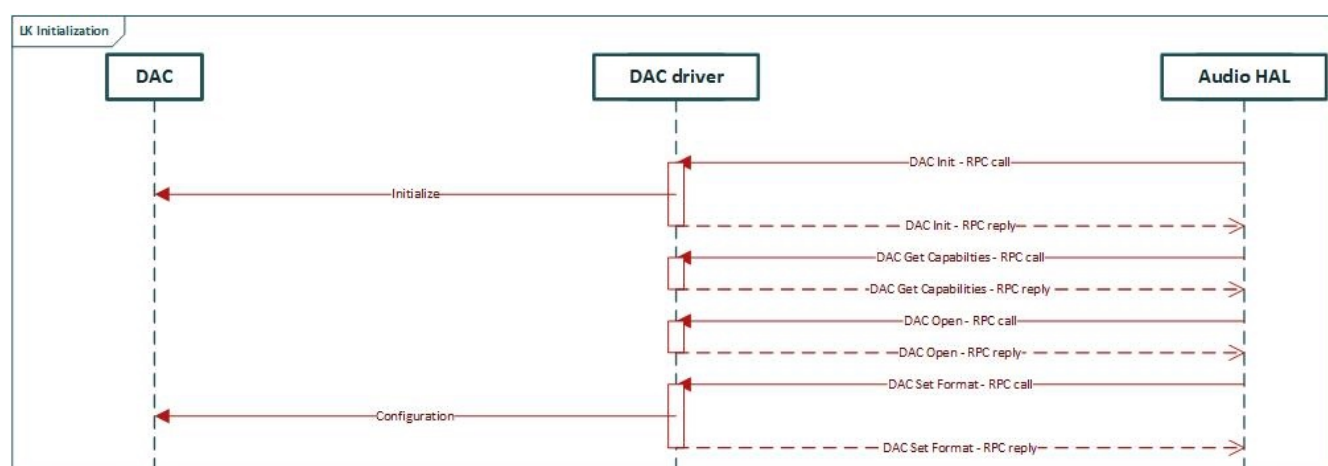 LK Initialization
DAC
DAC driver
Audio HAL
DAC Init - RPC call
Initialize
DAC Init - RPC reply
DAC Get Capabilties - RPC call
DAC Get Capabilities - RPC reply
DAC Open - RPC call
DAC Open - RPC reply
DAC Set Format - RPC call
Configuration
DAC Set Format - RPC reply